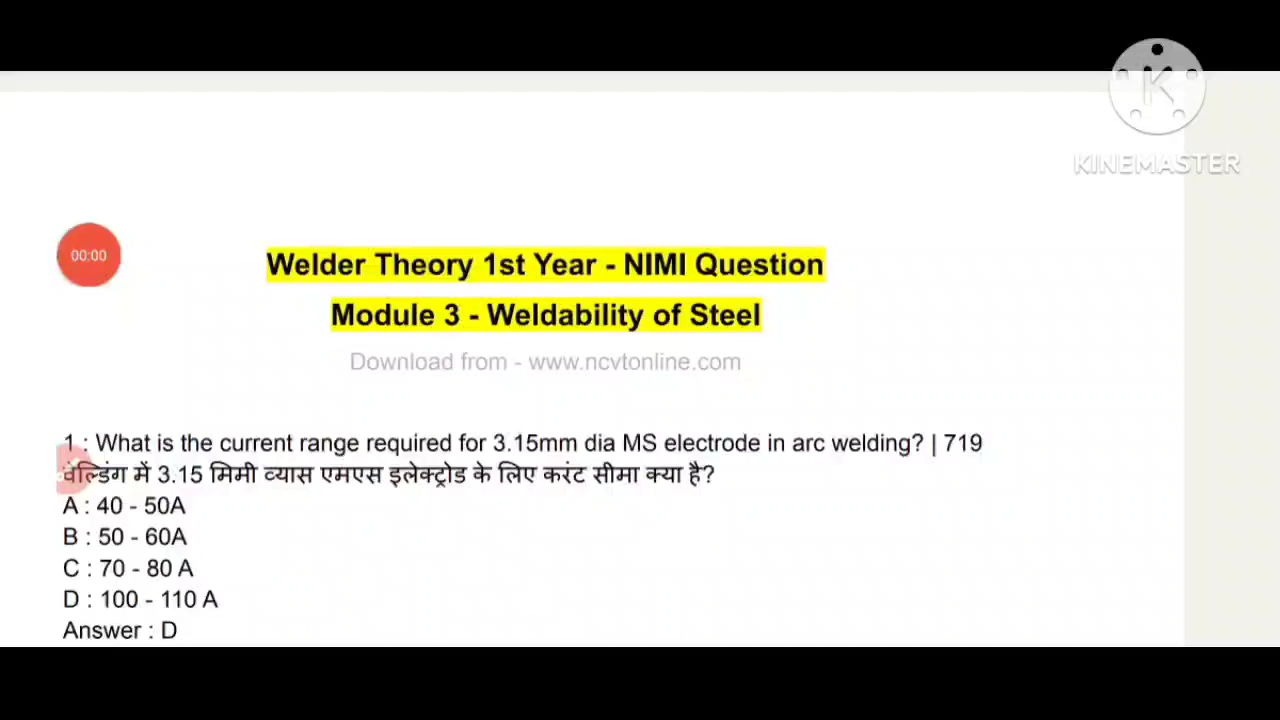 KINEMASTER
00:00
Welder Theory 1st Year - NIMI Question
Module 3 - Weldability of Steel
Download from - www.ncvtonline.com
1 : What is the current range required for 3.15mm dia MS electrode in arc welding? | 719
वेल्डिंग में 3.15 मिमी व्यास एमएस इलेक्ट्रोड के लिए करंट सीमा क्या है?
A : 40 - 50A
B : 50 - 60A
C : 70 - 80 A
D : 100 - 110 A
Answer : D